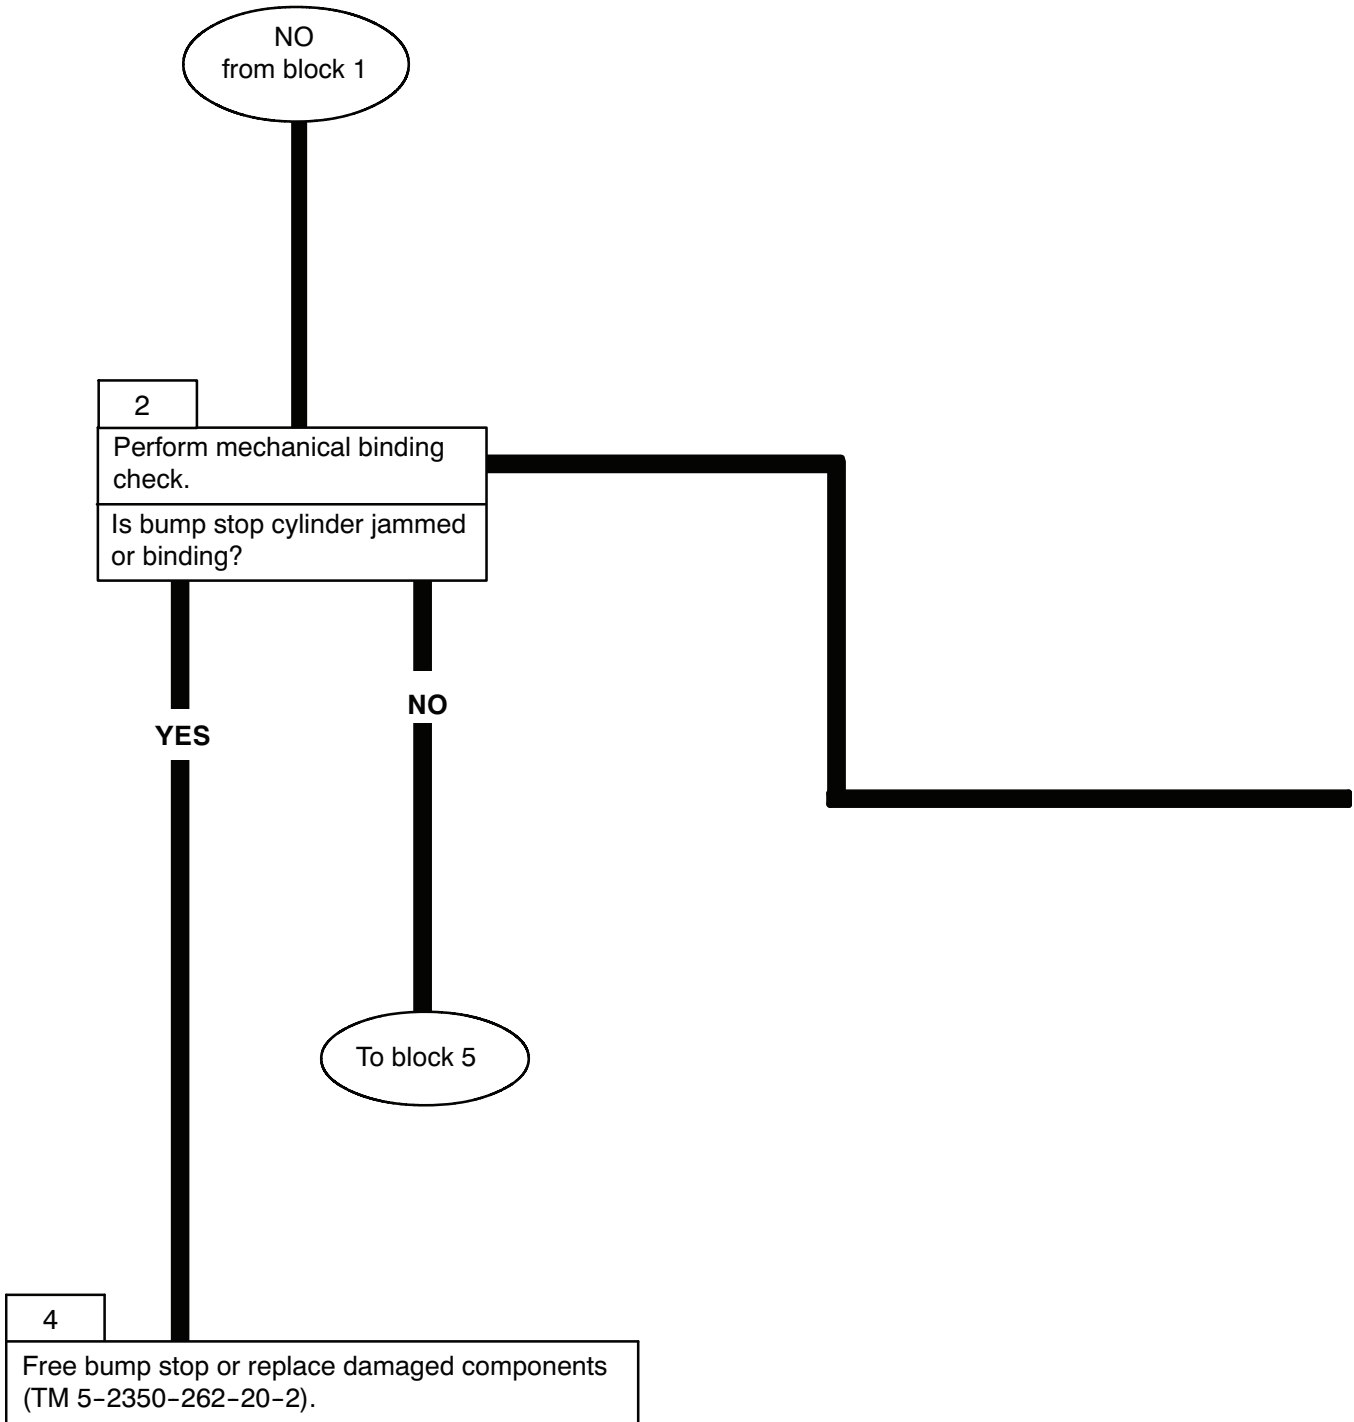 NO
from block 1
2
Perform mechanical binding
check.
Is bump stop cylinder jammed
or binding?
NO
YES
To block 5
4
Free bump stop or replace damaged components
(TM 5-2350-262-20-2).